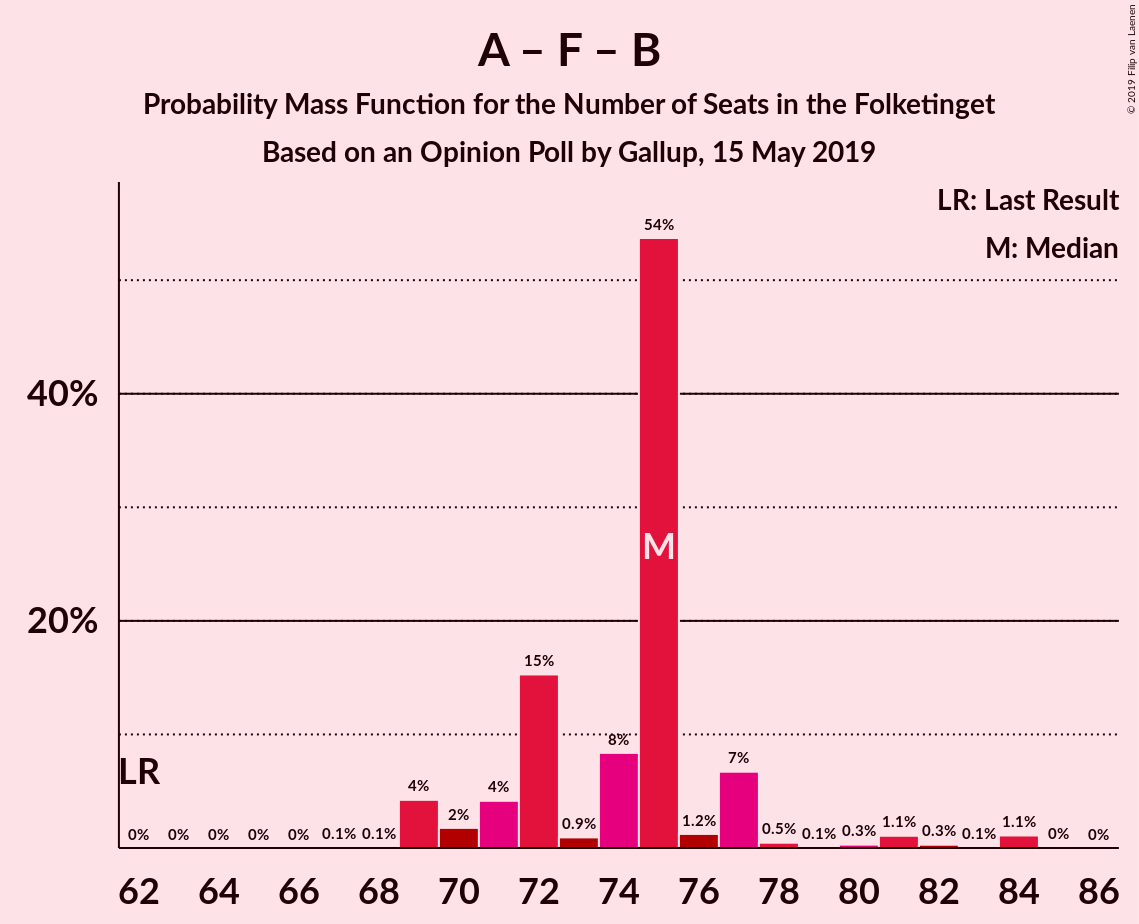 A – F – B
Probability Mass Function for the Number of Seats in the Folketinget
Based on an Opinion Poll by Gallup, 15 May 2019
© 2019 Filip van Laenen
LR: Last Result
M: Median
40%
20%
LR
M
0% 0% 0% 0% 0% 0.1% 0.1% 4% 2% 4% 15% 0.9% 8% 54% 1.2% 7% 0.5% 0.1% 0.3% 1.1% 0.3% 0.1% 1.1% 0% 0%
62 64 66 68 70 72 74 76 78 80 82 84 86